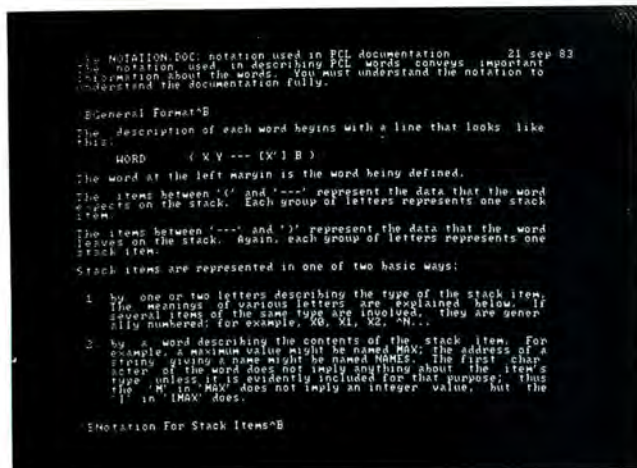 NOTATION.DOC: notation used in PCL documentation 21 sep 83
notation used in describing PCL words conveys important
information about the words. You must understand the notation to
understand the documentation fully.
^BGeneral Format^B
The description of each word begins with a line that looks like
this:
WORD ( X Y --- [X'] B )
The word at the left margin is the word being defined.
The items between '(' and '---' represent the data that the word
expects on the stack. Each group of letters represents one stack
item.
The items between '---' and ')' represent the data that the word
leaves on the stack. Again, each group of letters represents one
stack item.
Stack items are represented in one of two basic ways:
1 by one or two letters describing the type of the stack item.
The meanings of various letters are explained below. If
several items of the same type are involved, they are gener
ally numbered; for example, X0, X1, X2, ^N...
2. by a word describing the contents of the stack item. For
example, a maximum value might be named MAX; the address of a
string giving a name might be named NAMES. The first char
acter of the word does not imply anything about the item's
type unless it is evidently included for that purpose; thus
the 'M' in 'MAX' does not imply an integer value, but the
'I' in 'IMAX' does.
^BNotation For Stack Items^B